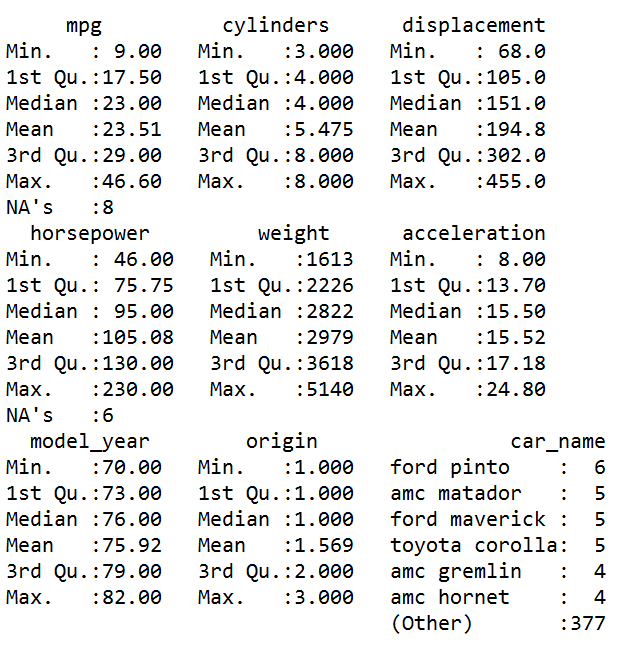 mpg cylinders displacement
Min. : 9.00 Min. :3.000 Min. : 68.0
1st Qu.:17.50 1st Qu.:4.000 1st Qu.:105.0
Median :23.00 Median :4.000 Median :151.0
Mean :23.51 Mean :5.475 Mean :194.8
3rd Qu.:29.00 3rd Qu.:8.000 3rd Qu.:302.0
Max. :46.60 Max. :8.000 Max. :455.0
NA's :8
horsepower weight acceleration
Min. : 46.00 Min. :1613 Min. : 8.00
1st Qu.: 75.75 1st Qu.:2226 1st Qu.:13.70
Median : 95.00 Median :2822 Median :15.50
Mean :105.08 Mean :2979 Mean :15.52
3rd Qu.:130.00 3rd Qu.:3618 3rd Qu.:17.18
Max. :230.00 Max. :5140 Max. :24.80
NA's :6
model_year origin car_name
Min. :70.00 Min. :1.000 ford pinto : 6
1st Qu.:73.00 1st Qu.:1.000 amc matador : 5
Median :76.00 Median :1.000 ford maverick : 5
Mean :75.92 Mean :1.569 toyota corolla: 5
3rd Qu.:79.00 3rd Qu.:2.000 amc gremlin : 4
Max. :82.00 Max. :3.000 amc hornet : 4
(Other) :377